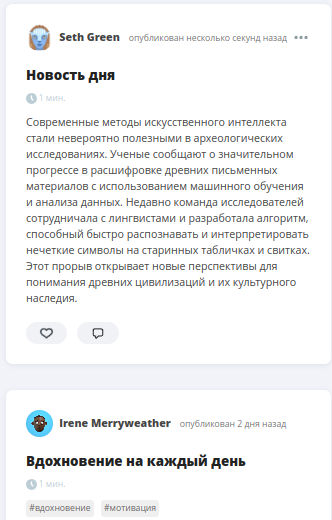 Seth Green опубликован несколько секунд назад
Новость дня
1 мин.
Современные методы искусственного интеллекта
стали невероятно полезными в археологических
исследованиях. Ученые сообщают о значительном
прогрессе в расшифровке древних письменных
материалов с использованием машинного обучения
и анализа данных. Недавно команда исследователей
сотрудничала с лингвистами и разработала алгоритм,
способный быстро распознавать и интерпретировать
нечеткие символы на старинных табличках и свитках.
Этот прорыв открывает новые перспективы для
понимания древних цивилизаций и их культурного
наследия.
Irene Merryweather опубликован 2 дня назад
Вдохновение на каждый день
1 мин.
#вдохновение #мотивация